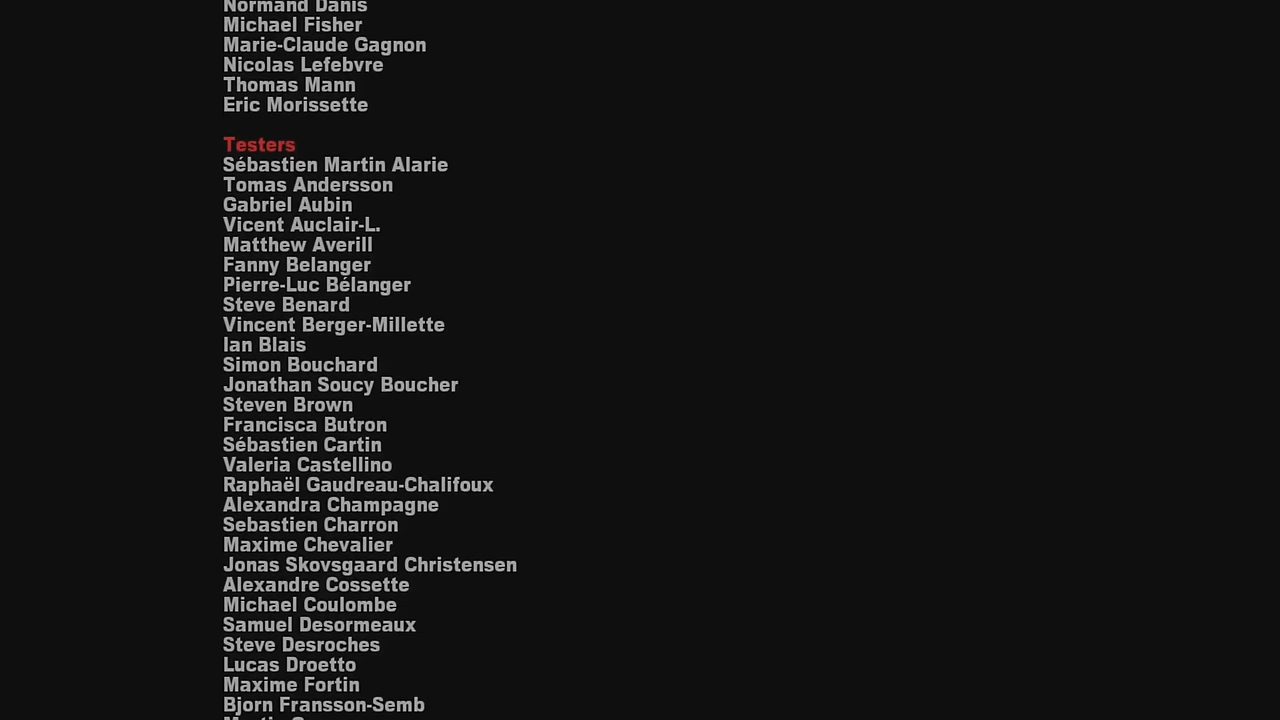 Normand Danis
Michael Fisher
Marie-Claude Gagnon
Nicolas Lefebvre
Thomas Mann
Eric Morissette
Testers
Sébastien Martin Alarie
Tomas Andersson
Gabriel Aubin
Vicent Auclair-L.
Matthew Averill
Fanny Belanger
Pierre-Luc Bélanger
Steve Benard
Vincent Berger-Millette
Ian Blais
Simon Bouchard
Jonathan Soucy Boucher
Steven Brown
Francisca Butron
Sébastien Cartin
Valeria Castellino
Raphaël Gaudreau-Chalifoux
Alexandra Champagne
Sebastien Charron
Maxime Chevalier
Jonas Skovsgaard Christensen
Alexandre Cossette
Michael Coulombe
Samuel Desormeaux
Steve Desroches
Lucas Droetto
Maxime Fortin
Bjorn Fransson-Semb